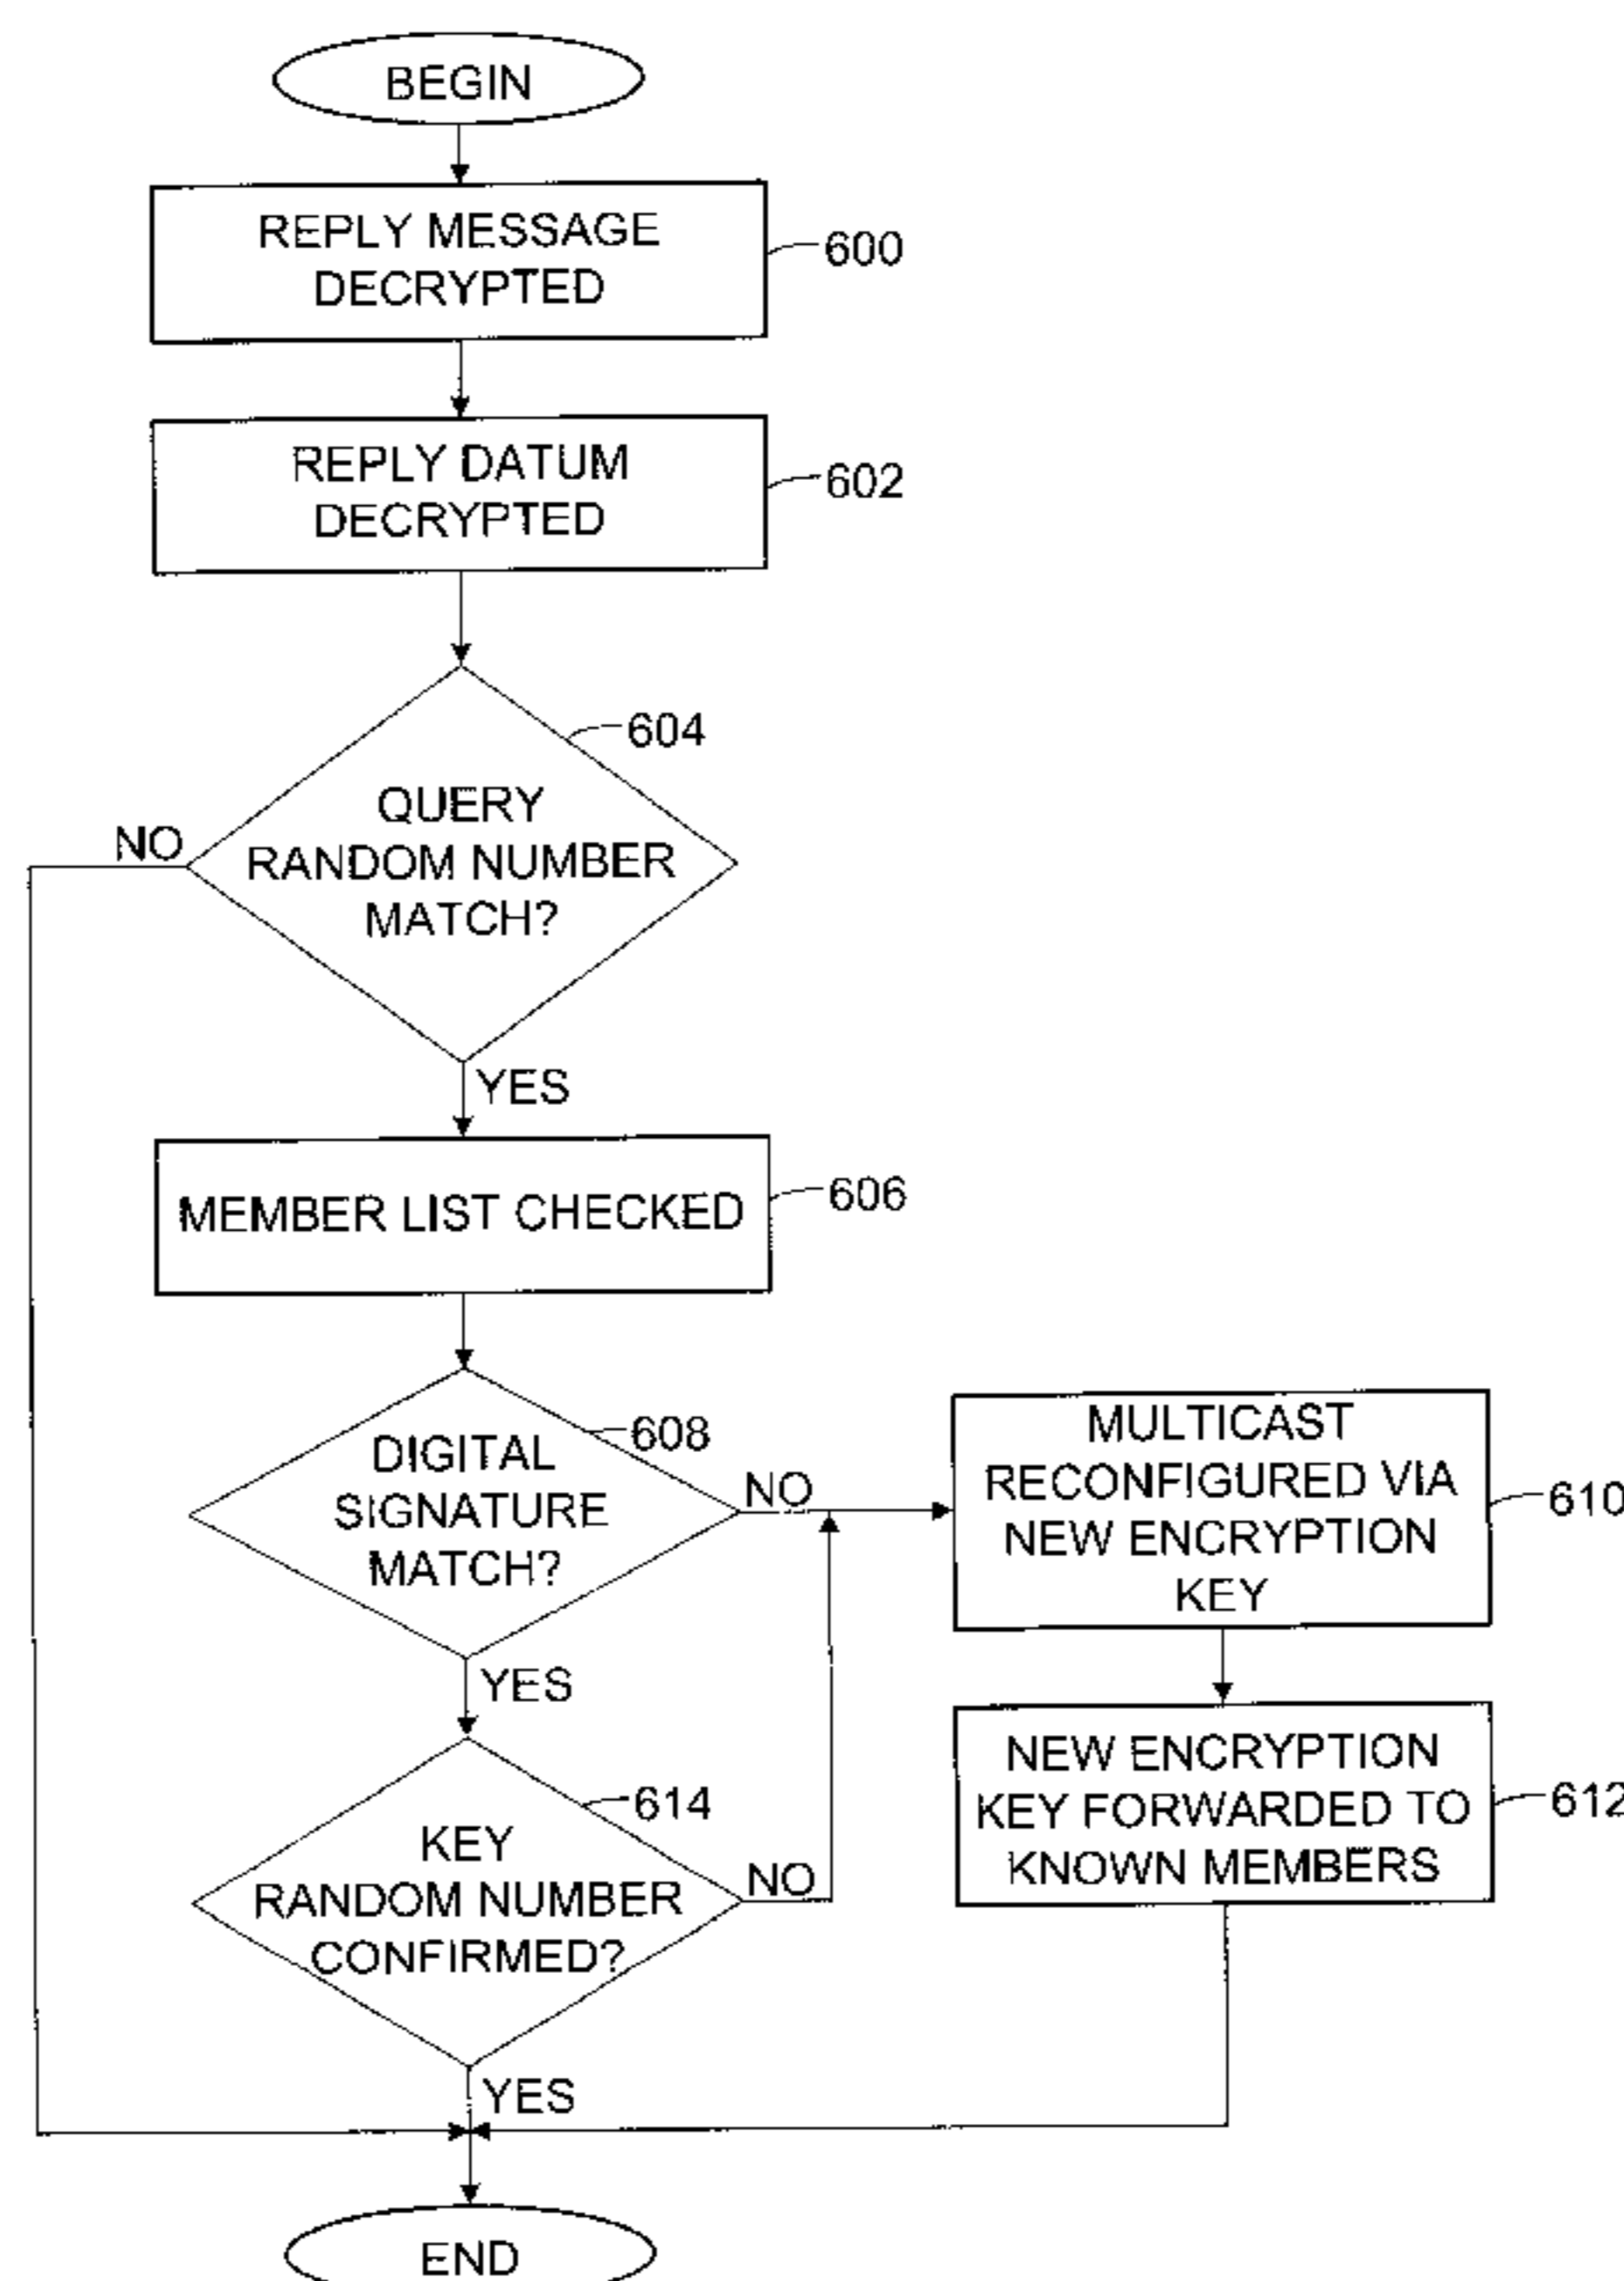 BEGIN
REPLY MESSAGE
DECRYPTED
600
REPLY DATUM
DECRYPTED
602
604
QUERY
RANDOM NUMBER
MATCH?
NO
YES
MEMBER LIST CHECKED
606
608
DIGITAL
SIGNATURE
MATCH?
NO
YES
MULTICAST
RECONFIGURED VIA
NEW ENCRYPTION
KEY
610
NEW ENCRYPTION
KEY FORWARDED TO
KNOWN MEMBERS
612
614
KEY
RANDOM NUMBER
CONFIRMED?
NO
YES
END